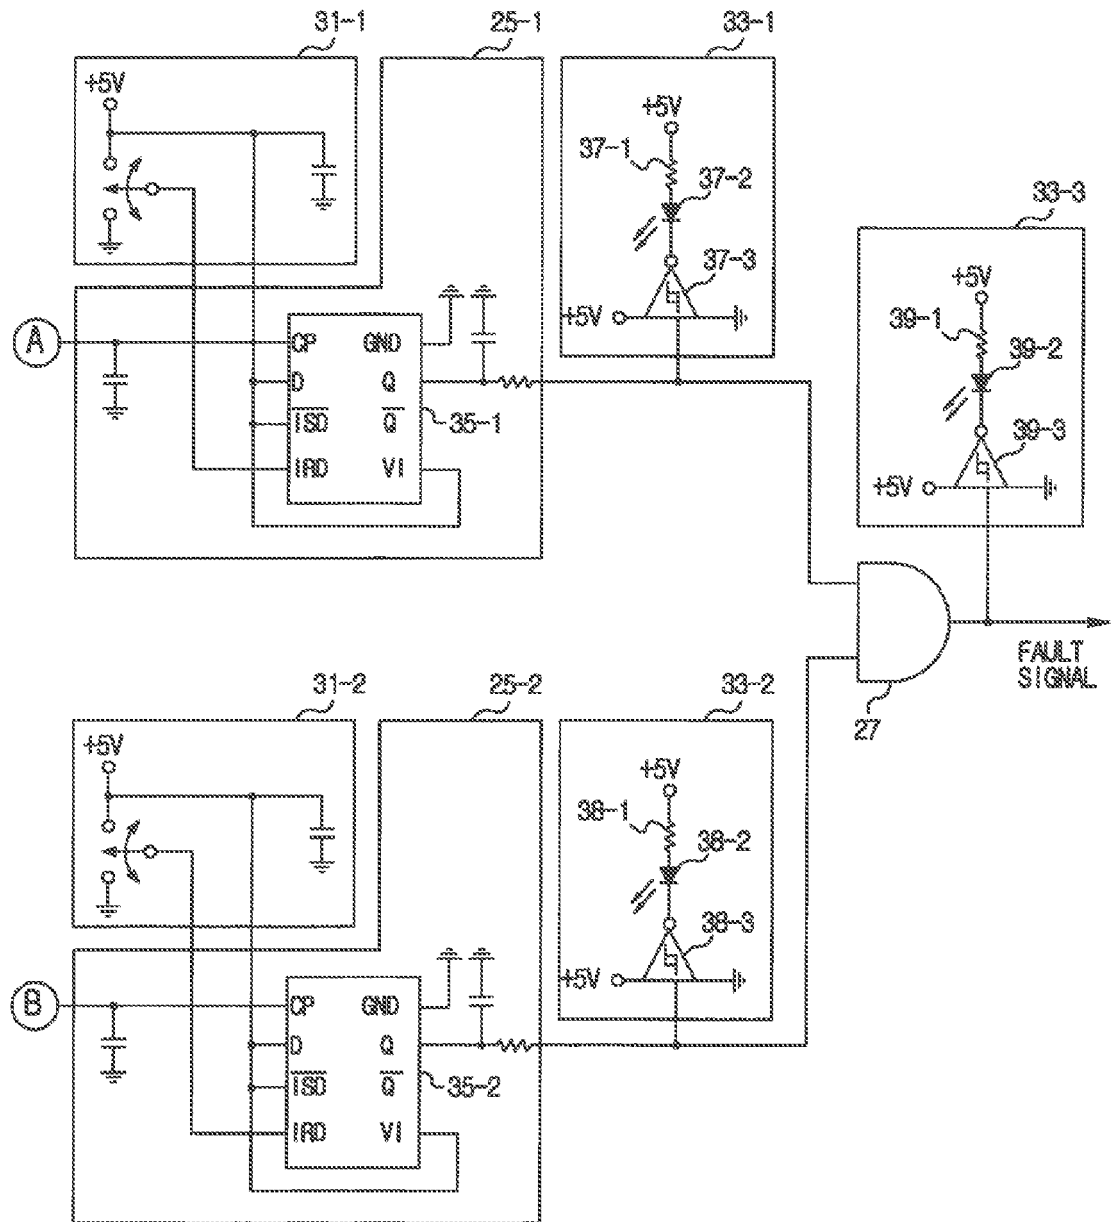 31-1
25-1
33-1
+5V
+5V
37-1
37-2
37-3
+5V
33-3
+5V
39-1
39-2
39-3
+5V
A
CP
GND
D
Q
ISD
Q
35-1
IRD
VI
27
FAULT
SIGNAL
31-2
25-2
33-2
+5V
+5V
38-1
38-2
38-3
+5V
B
CP
GND
D
Q
ISD
Q
35-2
IRD
VI